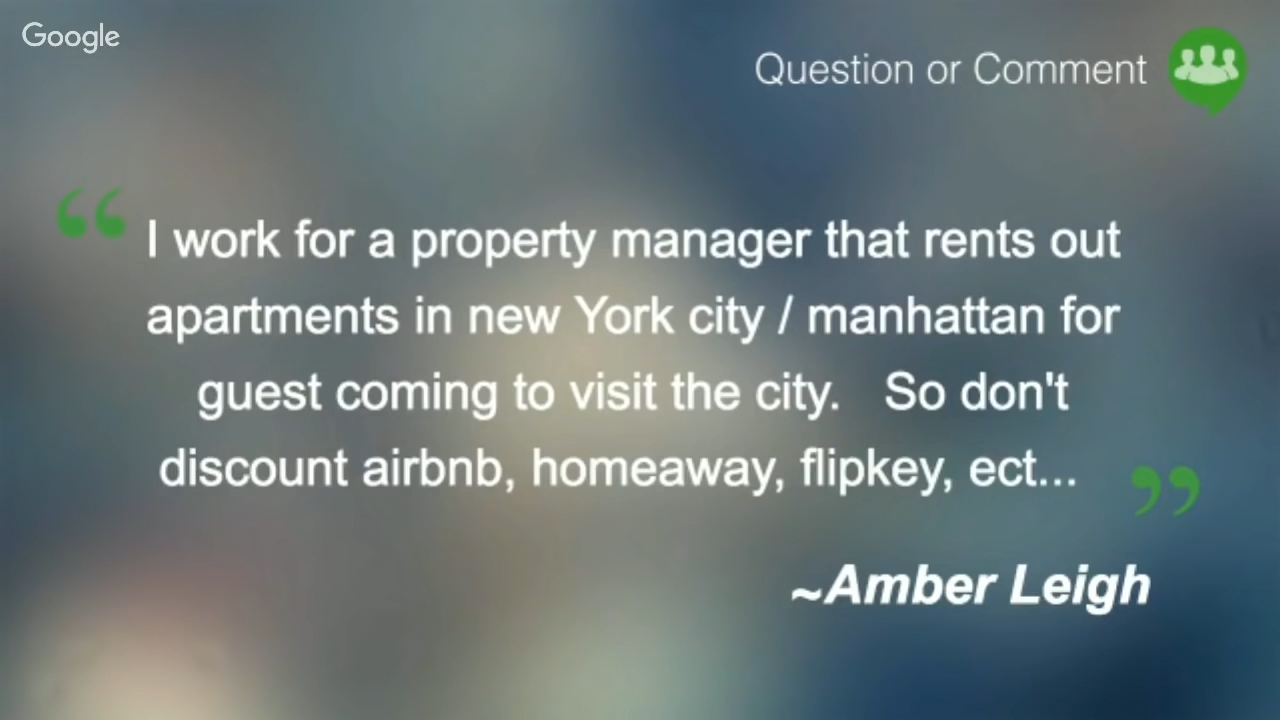 Google
Question or Comment
“ I work for a property manager that rents out
apartments in new York city / manhattan for
guest coming to visit the city.   So don't
discount airbnb, homeaway, flipkey, ect... ”
~Amber Leigh